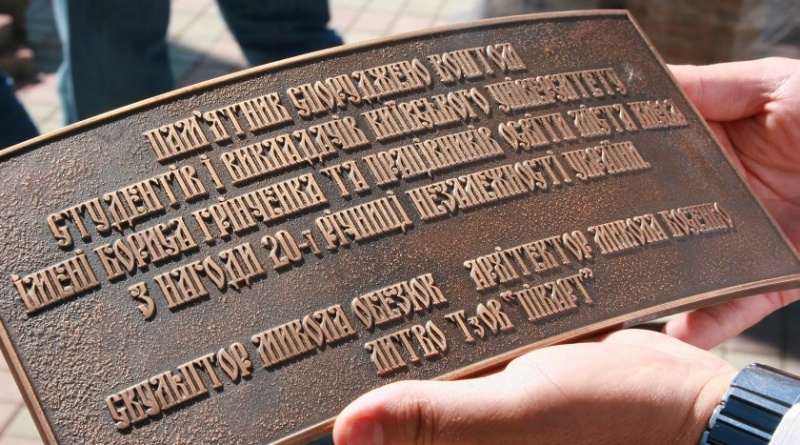 ПАМ'ЯТНИК СПОРУДЖЕНО КОШТОМ
СТУДЕНТІВ І ВИКЛАДАЧІВ КИЇВСЬКОГО УНІВЕРСИТЕТУ
ІМЕНІ БОРИСА ГРІНЧЕНКА ТА ПРАЦІВНИКІВ ОСВІТИ МІСТА КИЄВА
З НАГОДИ 20-Ї РІЧНИЦІ НЕЗАЛЕЖНОСТІ УКРАЇНИ.
СКУЛЬПТОР МИКОЛА ОБЕЗЮК АРХІТЕКТОР МИКОЛА БОСЕНКО
ЛИТВО ТЗОВ